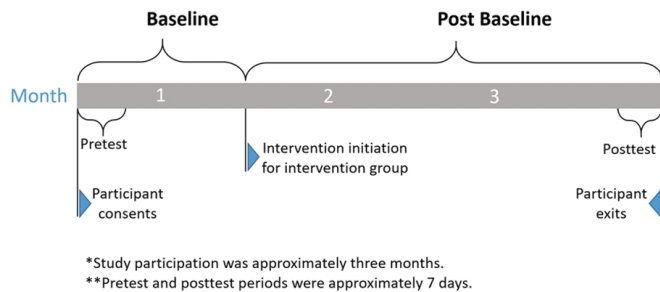 Baseline
Post Baseline
Month 1 2 3
Pretest
Intervention initiation
for intervention group
Posttest
Participant
consents
Participant
exits
*Study participation was approximately three months.
**Pretest and posttest periods were approximately 7 days.